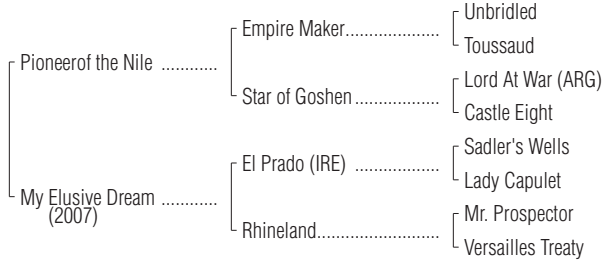 Unbridled
Empire Maker.....................
Toussaud
Pioneerof the Nile ............
Lord At War (ARG)
Star of Goshen...................
Castle Eight
Sadler's Wells
El Prado (IRE) ...................
Lady Capulet
My Elusive Dream ............
(2007)
Mr. Prospector
Rhineland...........................
Versailles Treaty